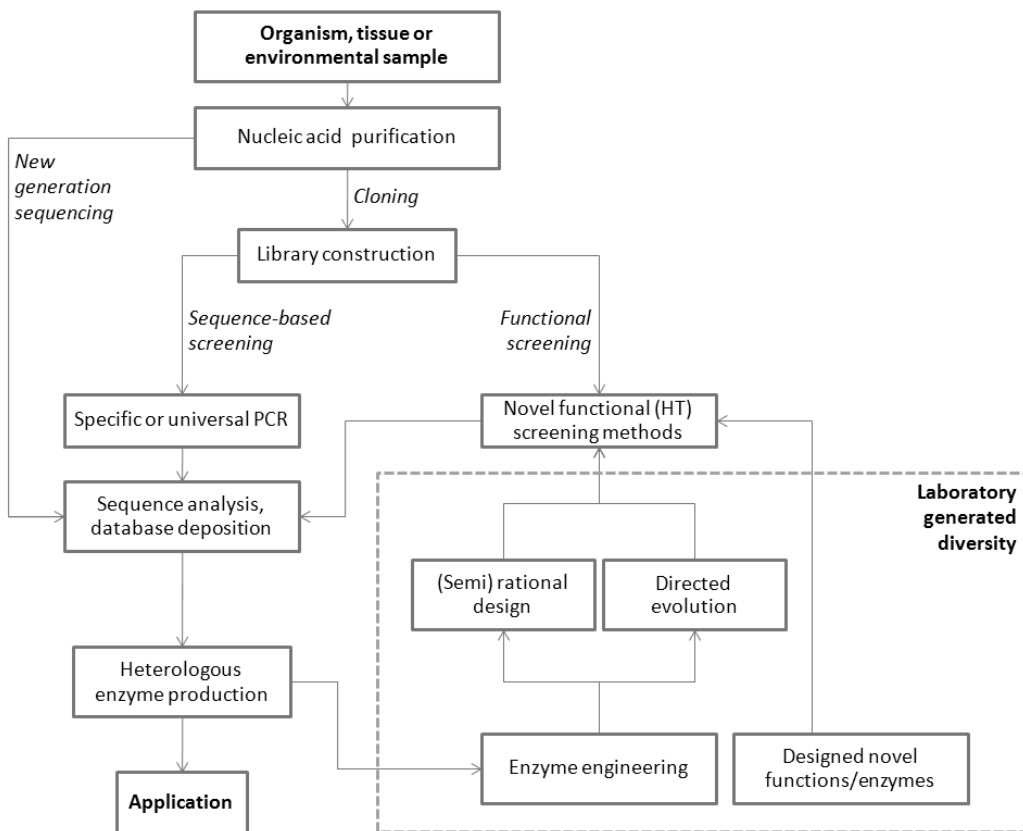 Organism, tissue or
environmental sample
Nucleic acid purification
New
generation
sequencing
Cloning
Library construction
Sequence-based
screening
Functional
screening
Specific or universal PCR
Novel functional (HT)
screening methods
Sequence analysis,
database deposition
Laboratory
generated
diversity
(Semi) rational
design
Directed
evolution
Heterologous
enzyme production
Enzyme engineering
Designed novel
functions/enzymes
Application